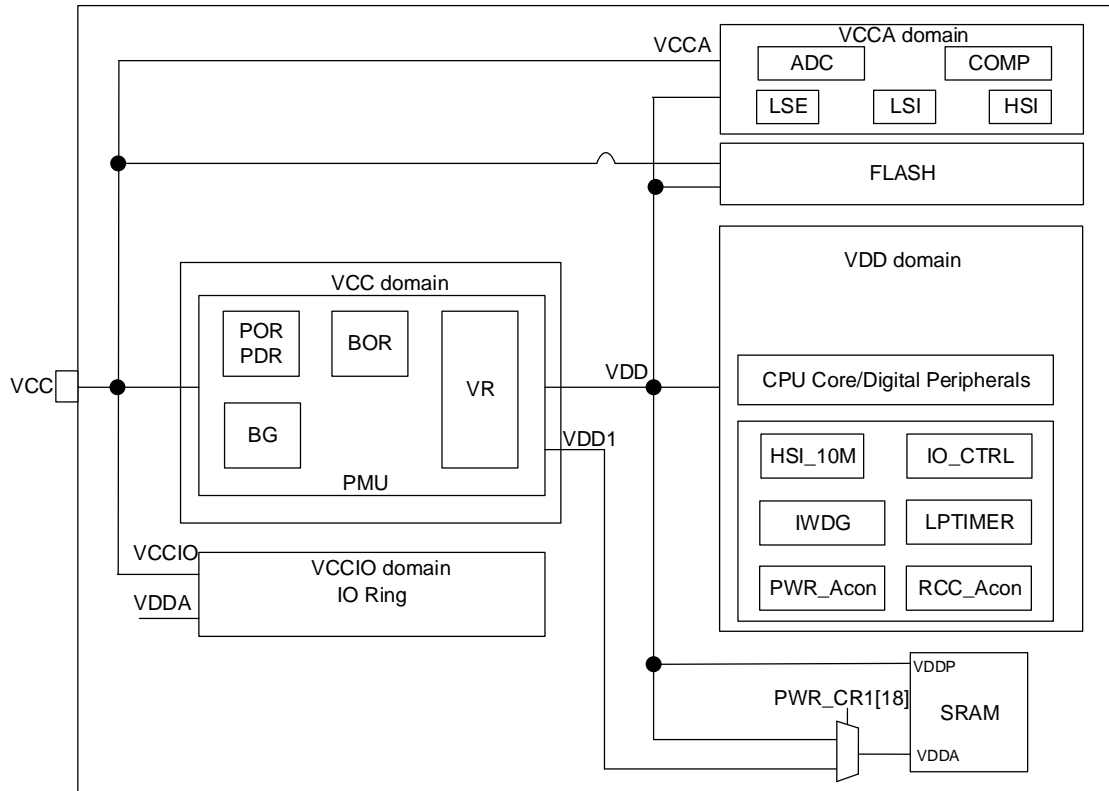 VCCA
VCCA domain
ADC
COMP
LSE
LSI
HSI
FLASH
VCC domain
POR
PDR
BOR
VR
BG
PMU
VCC
VDD
VDD1
VDD domain
CPU Core/Digital Peripherals
HSI_10M
IO_CTRL
IWDG
LPTIMER
PWR_Acon
RCC_Acon
VCCIO
VDDA
VCCIO domain
IO Ring
VDDP
PWR_CR1[18]
SRAM
VDDA